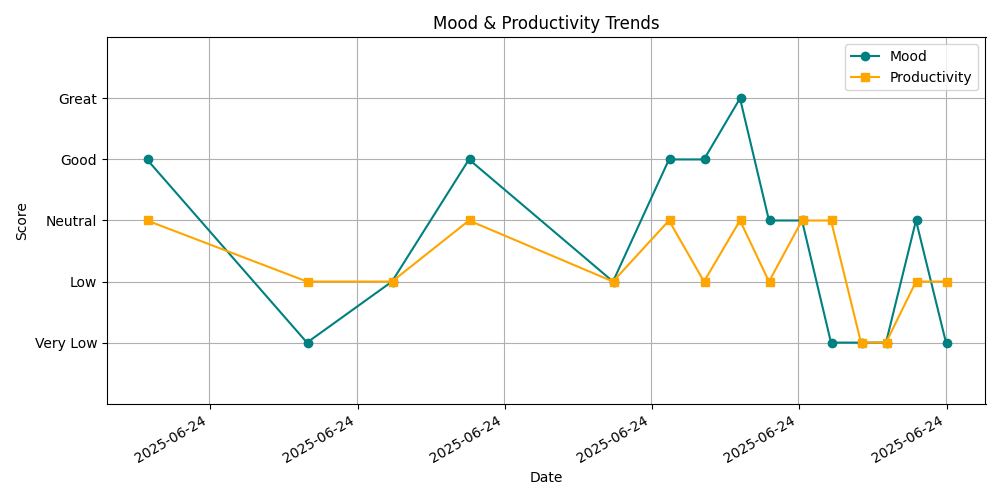 Mood & Productivity Trends
Mood
Productivity
Great
Good
Neutral
Low
Very Low
Score
2025-06-24
2025-06-24
2025-06-24
2025-06-24
2025-06-24
2025-06-24
Date